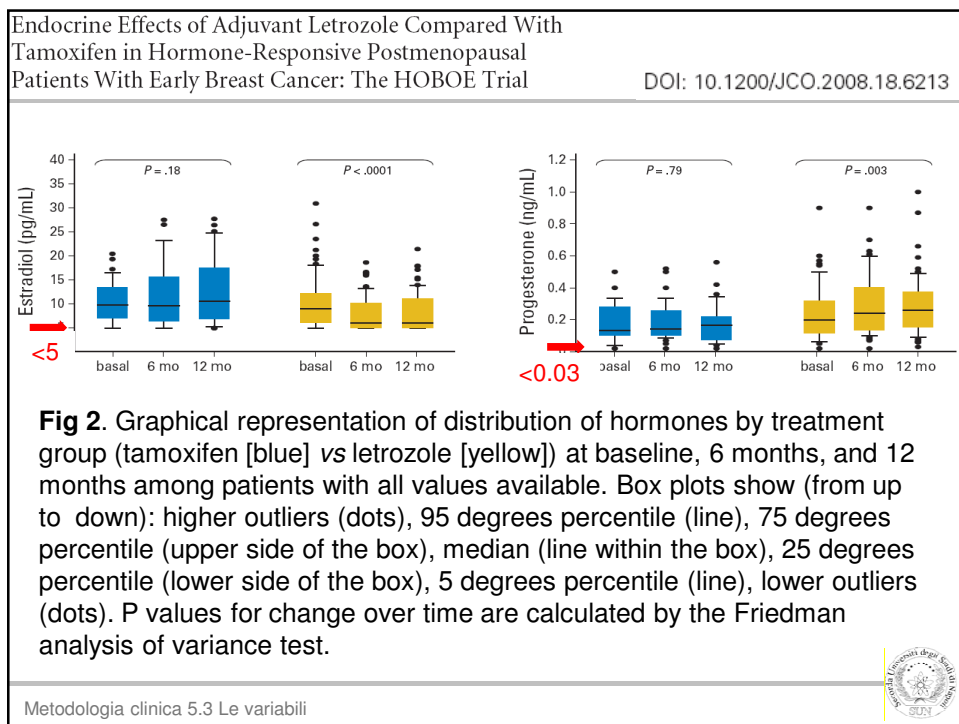 Endocrine Effects of Adjuvant Letrozole Compared With
Tamoxifen in Hormone-Responsive Postmenopausal
Patients With Early Breast Cancer: The HOBOE Trial
DOI: 10.1200/JCO.2008.18.6213
Estradiol (pg/mL)
40
35
30
25
20
15
10
<5
P = .18
P < .0001
basal 6 mo 12 mo
basal 6 mo 12 mo
Progesterone (ng/mL)
1.2
1.0
0.8
0.6
0.4
0.2
<0.03
P = .79
P = .003
basal 6 mo 12 mo
basal 6 mo 12 mo
Fig 2. Graphical representation of distribution of hormones by treatment
group (tamoxifen [blue] vs letrozole [yellow]) at baseline, 6 months, and 12
months among patients with all values available. Box plots show (from up
to down): higher outliers (dots), 95 degrees percentile (line), 75 degrees
percentile (upper side of the box), median (line within the box), 25 degrees
percentile (lower side of the box), 5 degrees percentile (line), lower outliers
(dots). P values for change over time are calculated by the Friedman
analysis of variance test.
Metodologia clinica 5.3 Le variabili
Seconda Università degli Studi di Napoli
SUN